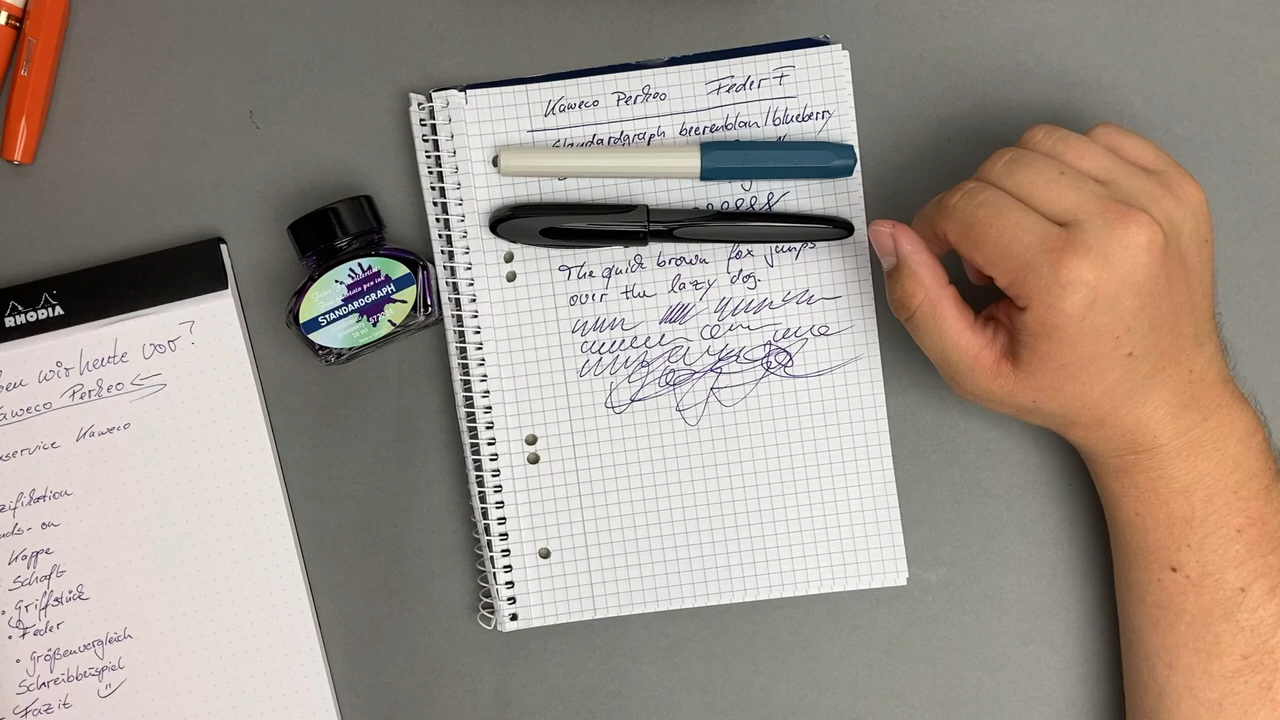 RHODIA
wir heute vor?
Kaweco Perkeo
service Kaweco
Kappe
Schaft
• Griffstück
• Feder
• Größenvergleich
Schreibbeispiel
Fazit
STANDARDGRAPH
Kaweco Perkeo Feder F
Standardgraph beerenblau/blueberry
The quick brown fox jumps
over the lazy dog.